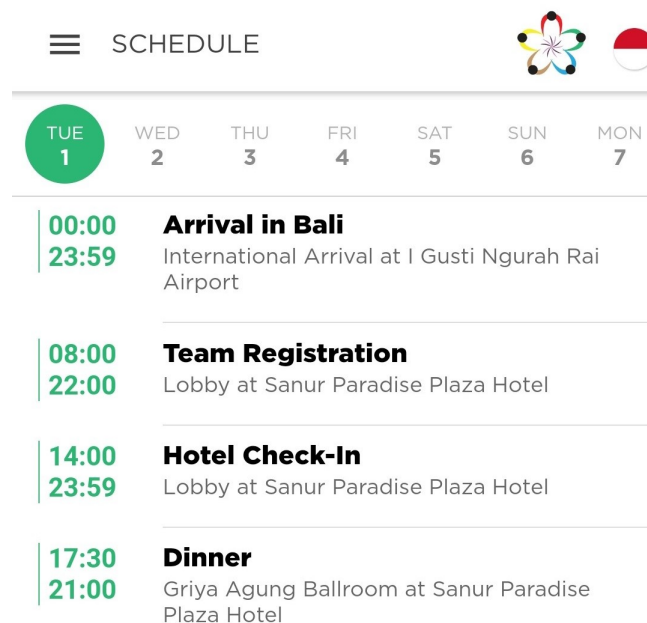 SCHEDULE
TUE WED THU FRI SAT SUN MON
1 2 3 4 5 6 7
00:00 Arrival in Bali
23:59 International Arrival at I Gusti Ngurah Rai
Airport
08:00 Team Registration
22:00 Lobby at Sanur Paradise Plaza Hotel
14:00 Hotel Check-In
23:59 Lobby at Sanur Paradise Plaza Hotel
17:30 Dinner
21:00 Griya Agung Ballroom at Sanur Paradise
Plaza Hotel